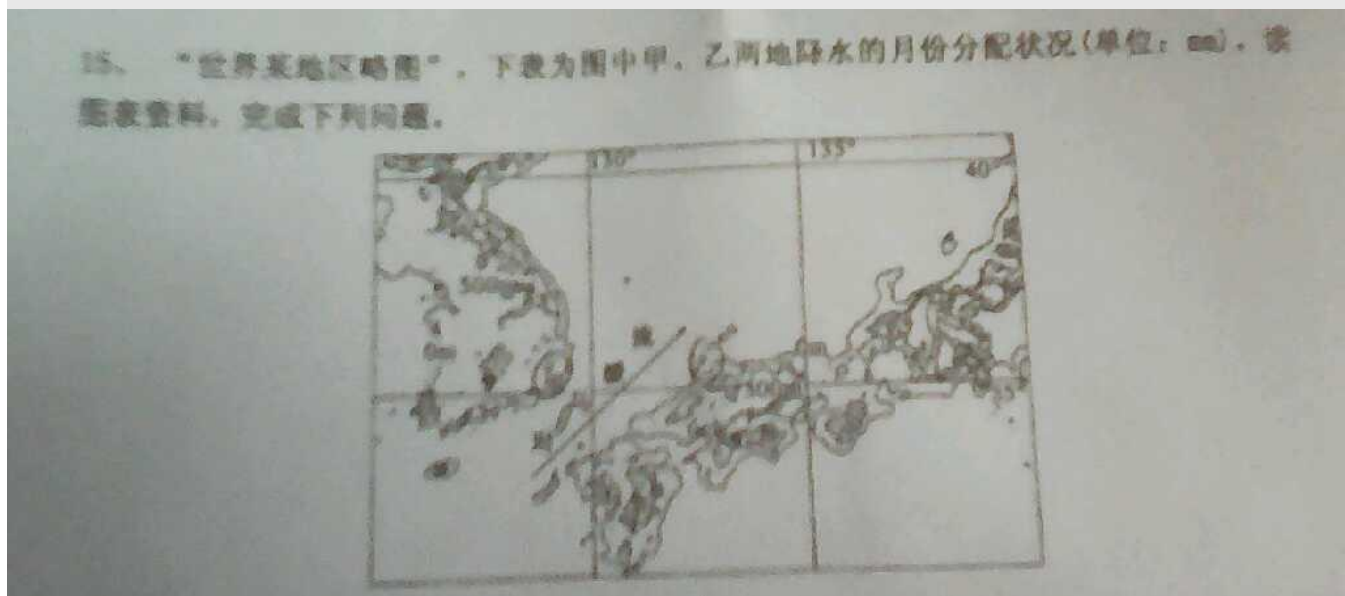 15、 “世界某地区略图”，下表为图中甲、乙两地降水的月份分配状况(单位：mm)，读
图表资料，完成下列问题。
130° 135°
40°